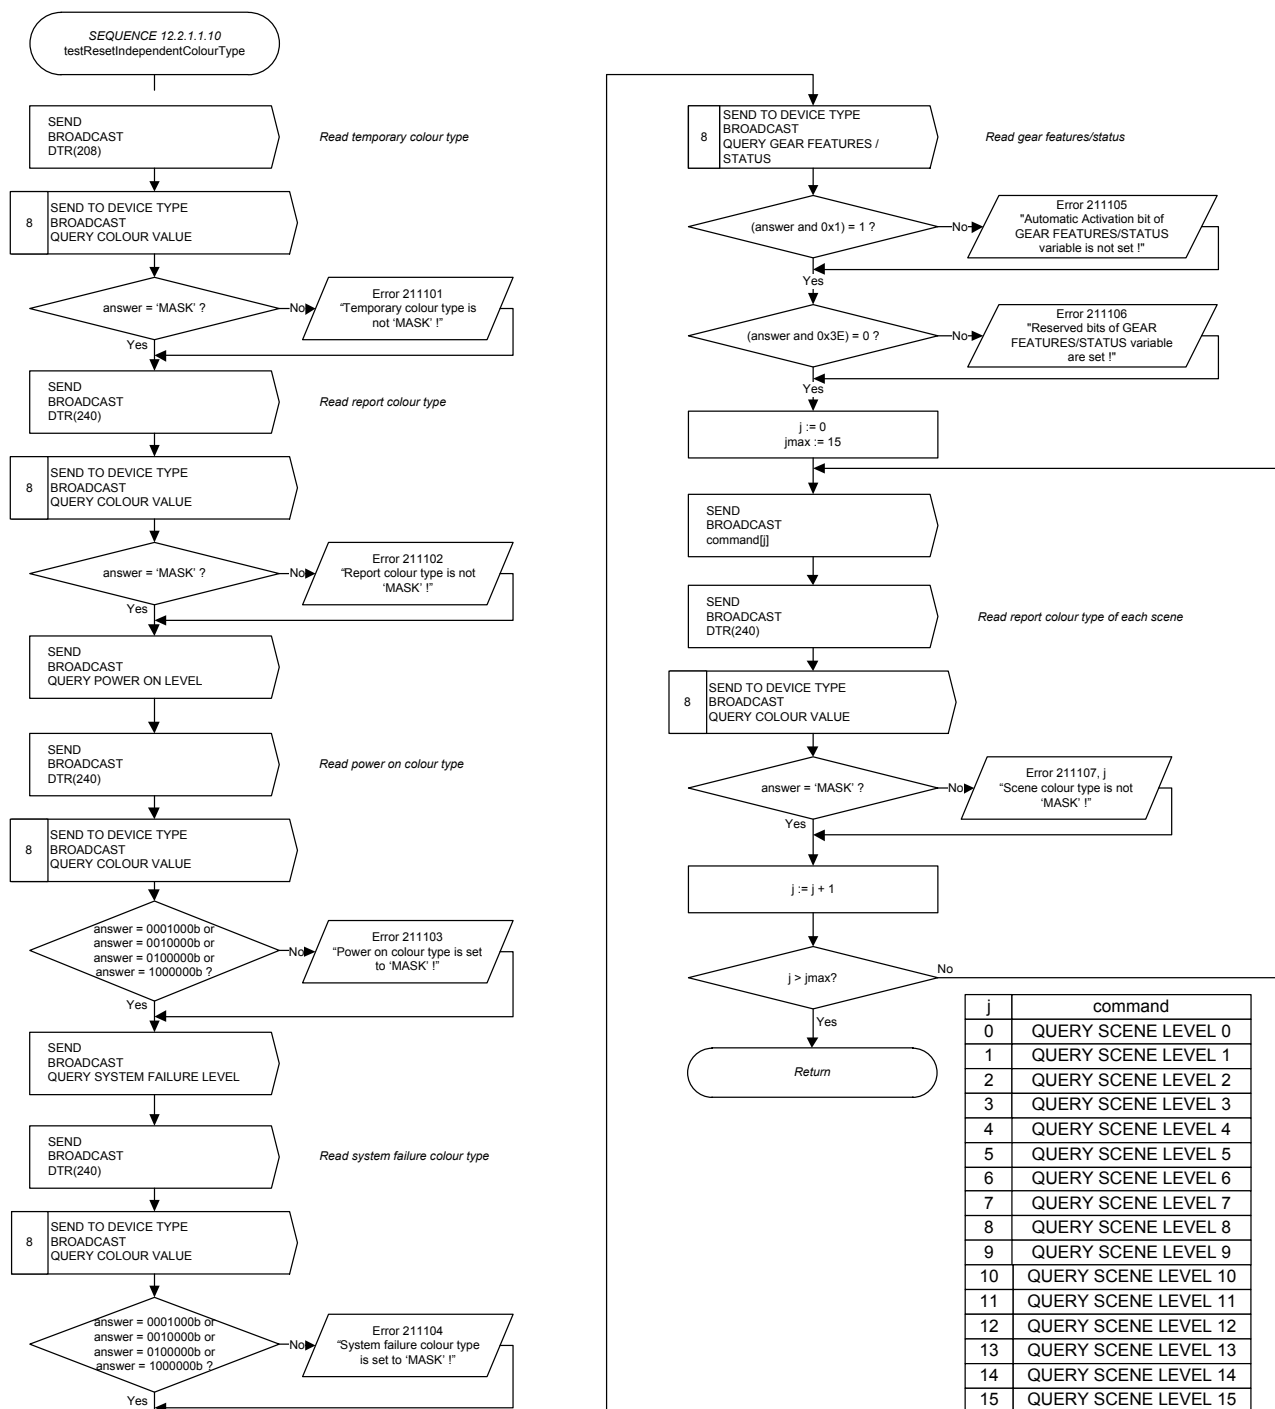 SEQUENCE 12.2.1.1.10
testResetIndependentColourType
SEND
BROADCAST
DTR(208)
Read temporary colour type
8
SEND TO DEVICE TYPE
BROADCAST
QUERY COLOUR VALUE
answer = ‘MASK’ ?
No
Error 211101
“Temporary colour type is
not ‘MASK’ !”
Yes
SEND
BROADCAST
DTR(240)
Read report colour type
8
SEND TO DEVICE TYPE
BROADCAST
QUERY COLOUR VALUE
answer = ‘MASK’ ?
No
Error 211102
“Report colour type is not
‘MASK’ !”
Yes
SEND
BROADCAST
QUERY POWER ON LEVEL
SEND
BROADCAST
DTR(240)
Read power on colour type
8
SEND TO DEVICE TYPE
BROADCAST
QUERY COLOUR VALUE
answer = 0001000b or
answer = 0010000b or
answer = 0100000b or
answer = 1000000b ?
No
Error 211103
“Power on colour type is set
to ‘MASK’ !”
Yes
SEND
BROADCAST
QUERY SYSTEM FAILURE LEVEL
SEND
BROADCAST
DTR(240)
Read system failure colour type
8
SEND TO DEVICE TYPE
BROADCAST
QUERY COLOUR VALUE
answer = 0001000b or
answer = 0010000b or
answer = 0100000b or
answer = 1000000b ?
No
Error 211104
“System failure colour type
is set to ‘MASK’ !”
Yes
8
SEND TO DEVICE TYPE
BROADCAST
QUERY GEAR FEATURES /
STATUS
Read gear features/status
(answer and 0x1) = 1 ?
No
Error 211105
"Automatic Activation bit of
GEAR FEATURES/STATUS
variable is not set !"
Yes
(answer and 0x3E) = 0 ?
No
Error 211106
"Reserved bits of GEAR
FEATURES/STATUS variable
are set !"
Yes
j := 0
jmax := 15
SEND
BROADCAST
command[j]
SEND
BROADCAST
DTR(240)
Read report colour type of each scene
8
SEND TO DEVICE TYPE
BROADCAST
QUERY COLOUR VALUE
answer = ‘MASK’ ?
No
Error 211107, j
“Scene colour type is not
‘MASK’ !”
Yes
j := j + 1
j > jmax?
No
Yes
Return
j command
0 QUERY SCENE LEVEL 0
1 QUERY SCENE LEVEL 1
2 QUERY SCENE LEVEL 2
3 QUERY SCENE LEVEL 3
4 QUERY SCENE LEVEL 4
5 QUERY SCENE LEVEL 5
6 QUERY SCENE LEVEL 6
7 QUERY SCENE LEVEL 7
8 QUERY SCENE LEVEL 8
9 QUERY SCENE LEVEL 9
10 QUERY SCENE LEVEL 10
11 QUERY SCENE LEVEL 11
12 QUERY SCENE LEVEL 12
13 QUERY SCENE LEVEL 13
14 QUERY SCENE LEVEL 14
15 QUERY SCENE LEVEL 15